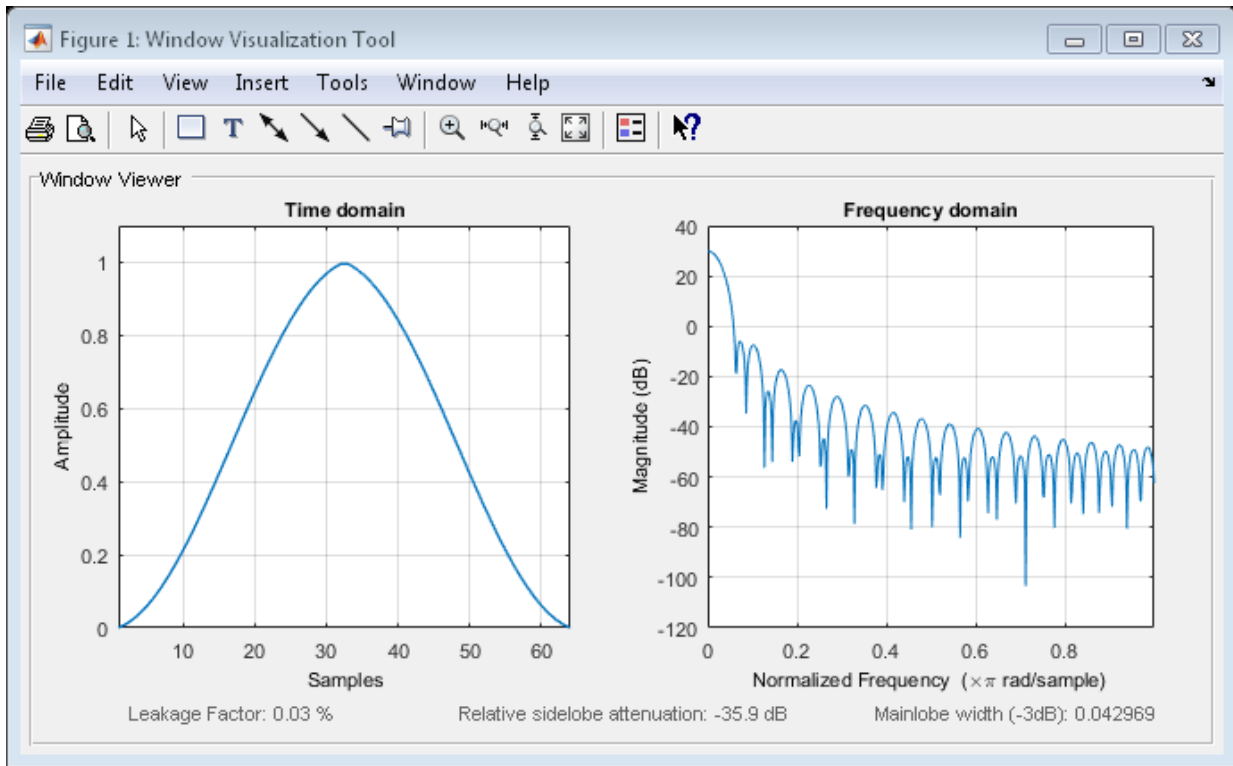 Figure 1: Window Visualization Tool
File Edit View Insert Tools Window Help
T
?
Window Viewer
Time domain
Amplitude
1
0.8
0.6
0.4
0.2
0
10 20 30 40 50 60
Samples
Frequency domain
Magnitude (dB)
40
20
0
-20
-40
-60
-80
-100
-120
0 0.2 0.4 0.6 0.8
Normalized Frequency (×π rad/sample)
Leakage Factor: 0.03 % Relative sidelobe attenuation: -35.9 dB Mainlobe width (-3dB): 0.042969